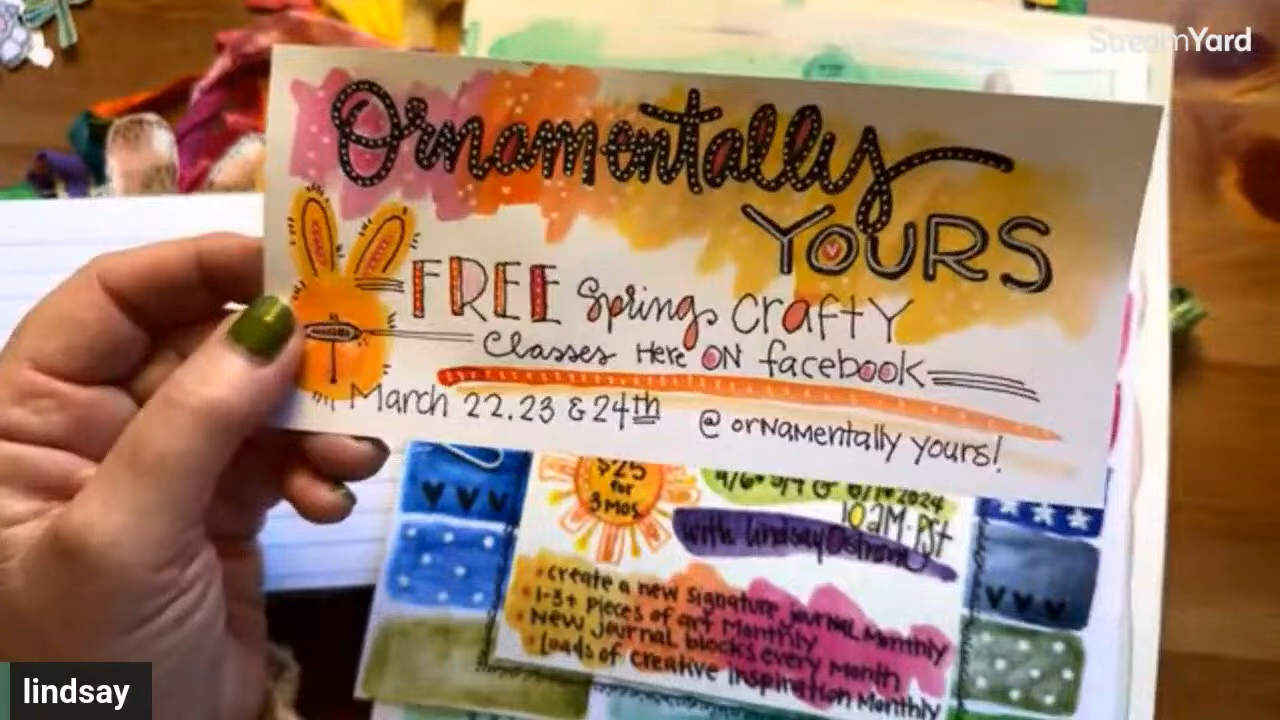 StreamYard
Ornamentally
YOURS
FREE Spring crafty
classes Here ON facebook
March 22.23 & 24th @ ornamentally yours!
$25
for
3 MOS.
2024
10AM-PST
with lindsay
• create a new signature journal monthly
• 1-3+ pieces of art Monthly
• New journal blocks every month
• Loads of creative inspiration Monthly
lindsay